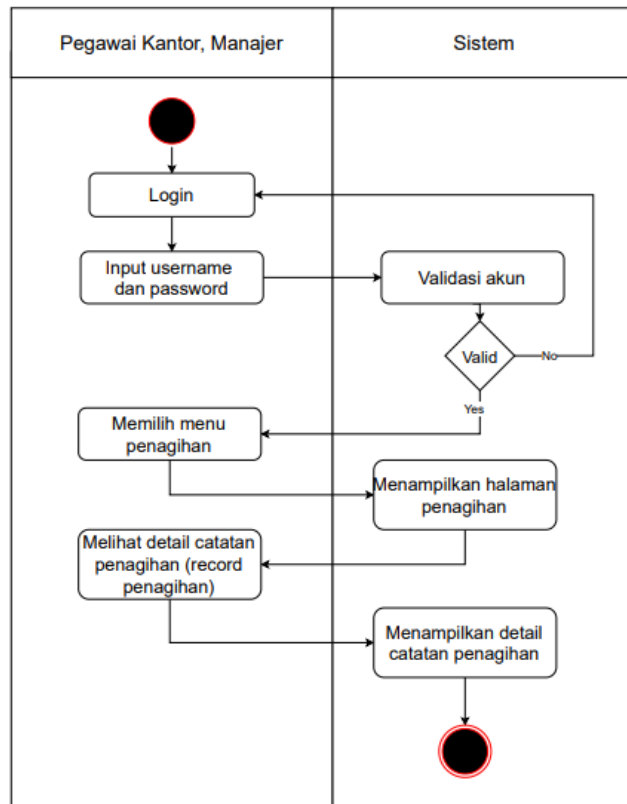 Pegawai Kantor, Manajer
Sistem
Login
Input username
dan password
Validasi akun
Valid
No
Yes
Memilih menu
penagihan
Menampilkan halaman
penagihan
Melihat detail catatan
penagihan (record
penagihan)
Menampilkan detail
catatan penagihan